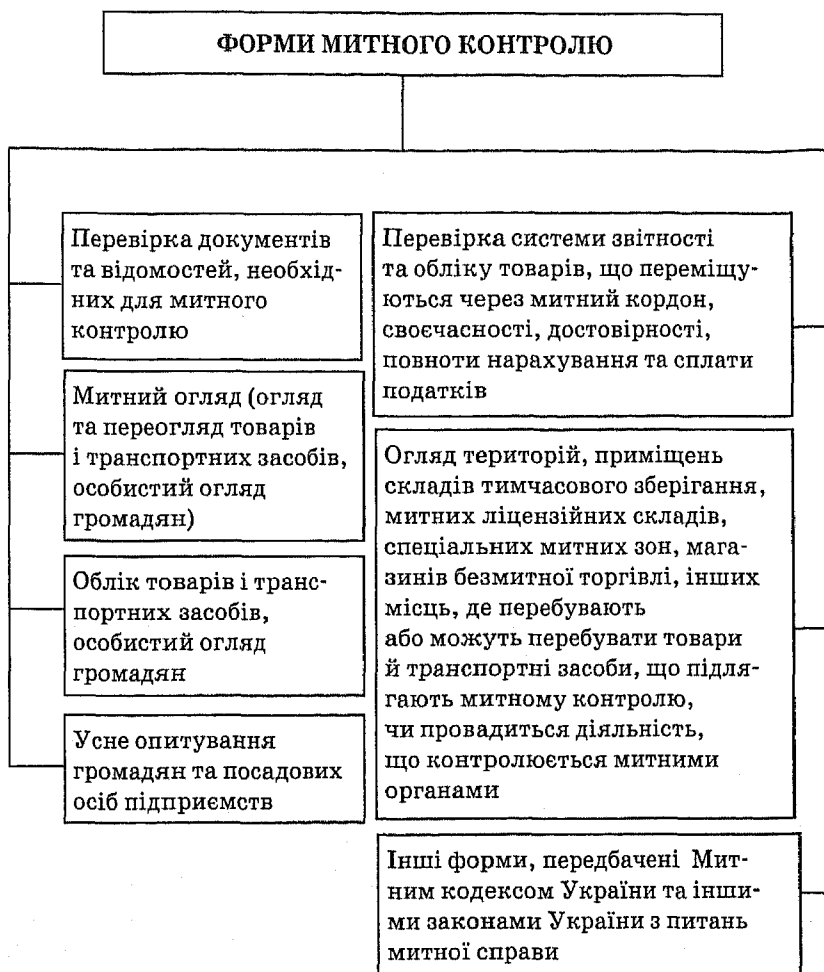 ФОРМИ МИТНОГО КОНТРОЛЮ
Перевірка документів
та відомостей, необхід-
них для митного
контролю
Митний огляд (огляд
та переогляд товарів
і транспортних засобів,
особистий огляд
громадян)
Облік товарів і транс-
портних засобів,
особистий огляд
громадян
Усне опитування
громадян та посадових
осіб підприємств
Перевірка системи звітності
та обліку товарів, що переміщу-
ються через митний кордон,
своєчасності, достовірності,
повноти нарахування та сплати
податків
Огляд територій, приміщень
складів тимчасового зберігання,
митних ліцензійних складів,
спеціальних митних зон, мага-
зинів безмитної торгівлі, інших
місць, де перебувають
або можуть перебувати товари
й транспортні засоби, що підля-
гають митному контролю,
чи провадиться діяльність,
що контролюється митними
органами
Інші форми, передбачені Мит-
ним кодексом України та інши-
ми законами України з питань
митної справи